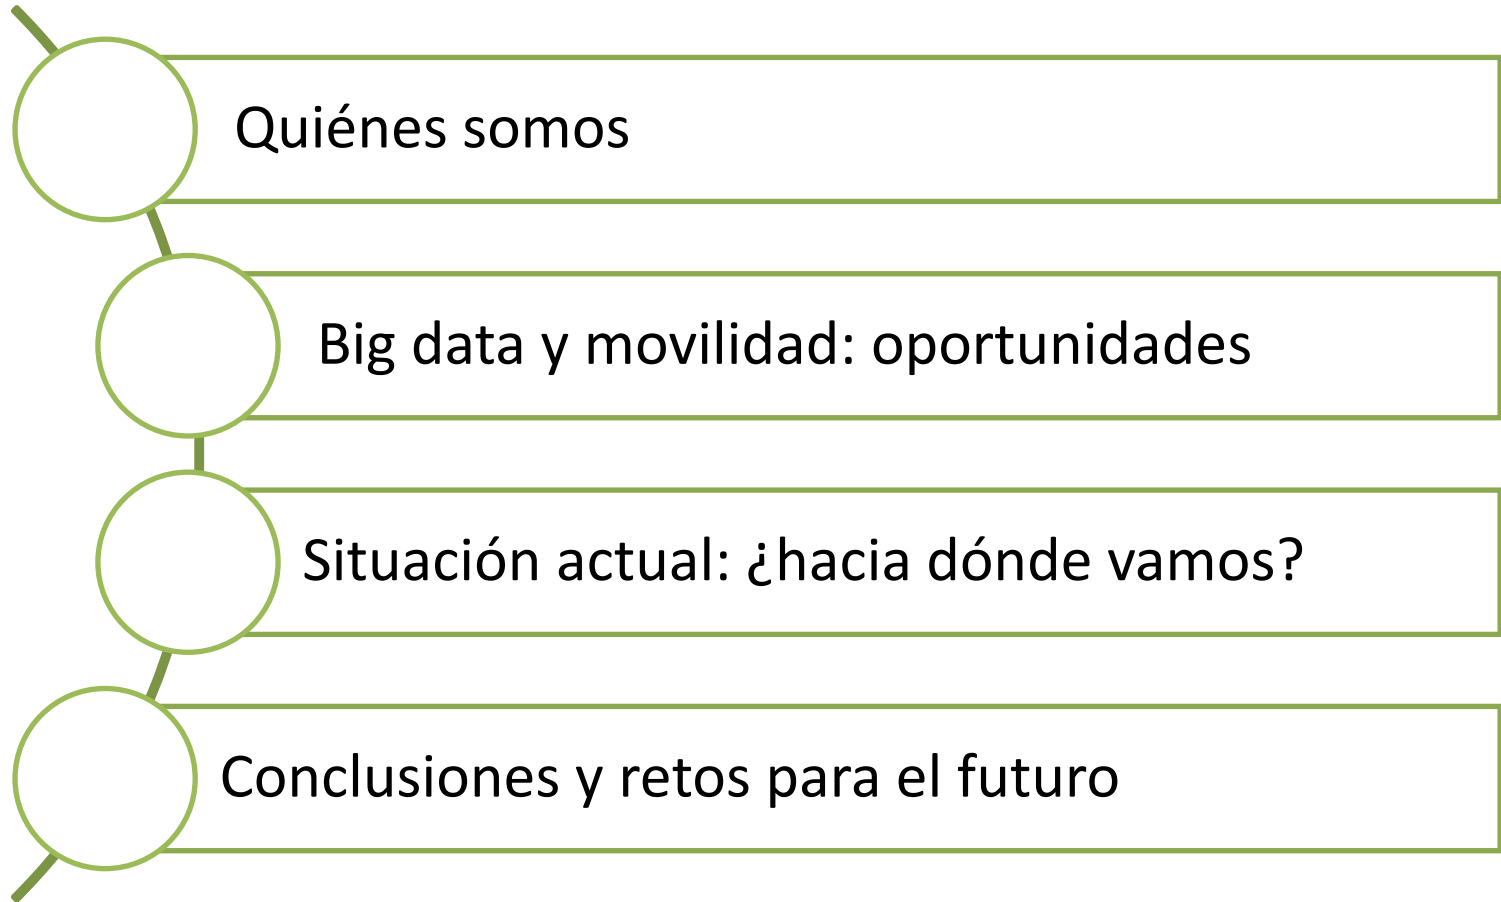 Quiénes somos
Big data y movilidad: oportunidades
Situación actual: ¿hacia dónde vamos?
Conclusiones y retos para el futuro